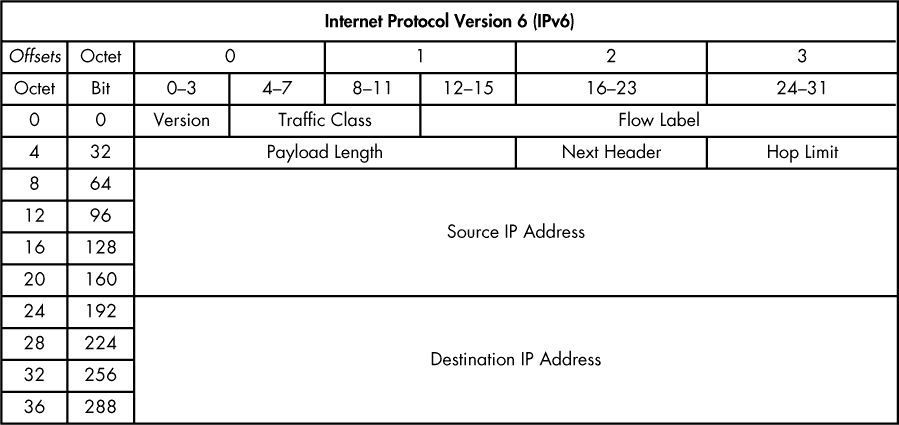 Internet Protocol Version 6 (IPv6)
Offsets Octet 0 1 2 3
Octet Bit 0–3 4–7 8–11 12–15 16–23 24–31
0 0 Version Traffic Class Flow Label
4 32 Payload Length Next Header Hop Limit
8 64
12 96
Source IP Address
16 128
20 160
24 192
28 224
Destination IP Address
32 256
36 288